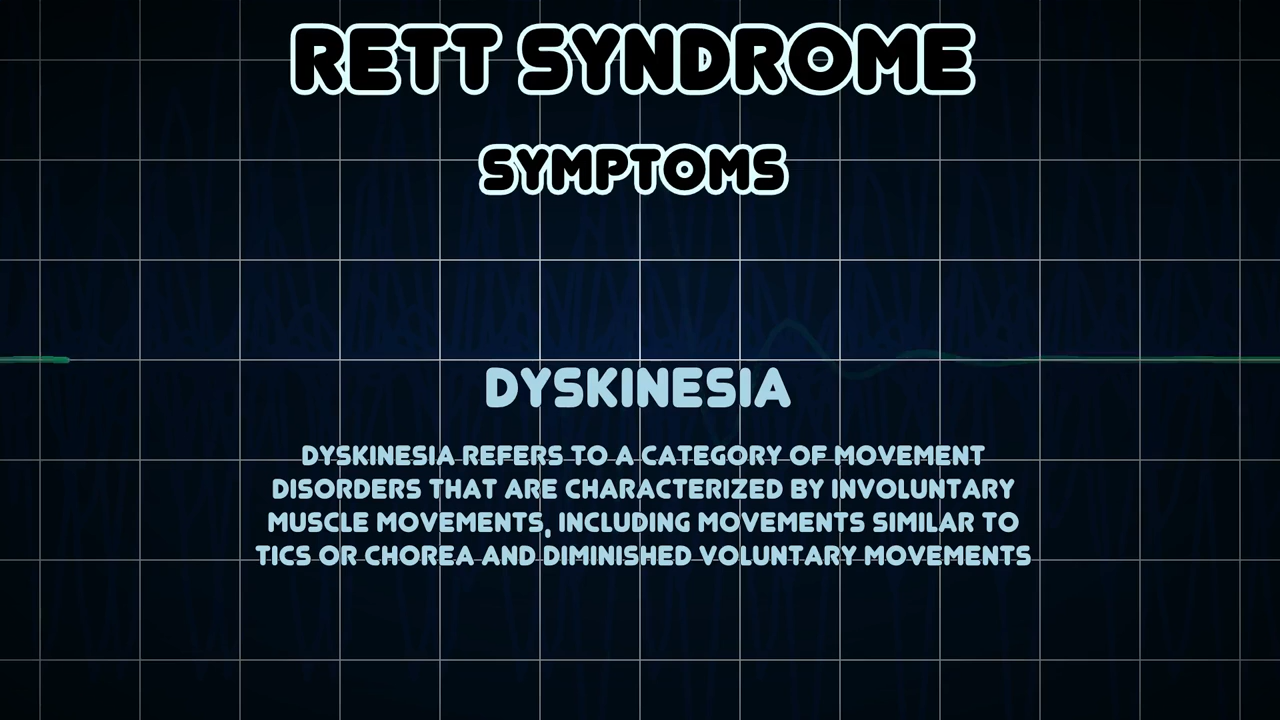 RETT SYNDROME
SYMPTOMS
DYSKINESIA
DYSKINESIA REFERS TO A CATEGORY OF MOVEMENT
DISORDERS THAT ARE CHARACTERIZED BY INVOLUNTARY
MUSCLE MOVEMENTS, INCLUDING MOVEMENTS SIMILAR TO
TICS OR CHOREA AND DIMINISHED VOLUNTARY MOVEMENTS